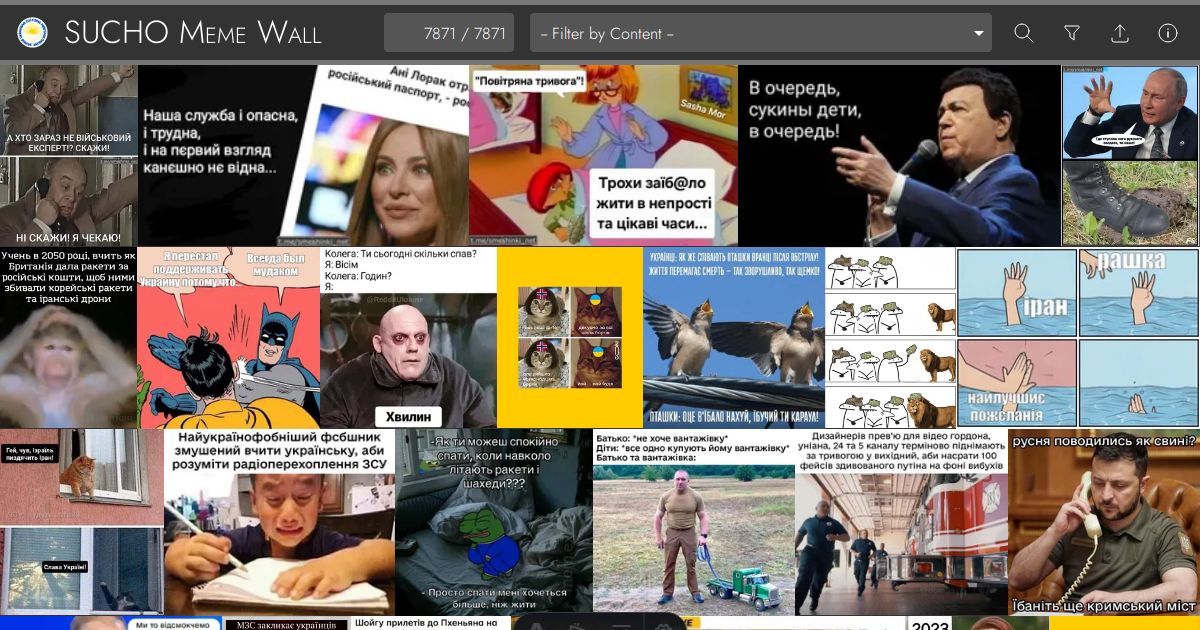 SUCHO Meme Wall
7871 / 7871
– Filter by Content –
А ХТО ЗАРАЗ НЕ ВІЙСЬКОВИЙ
ЕКСПЕРТ!? СКАЖИ!
НІ СКАЖИ! Я ЧЕКАЮ!
Наша служба і опасна,
і трудна,
і на пєрвий взгляд
канєшно нє відна...
Ані Лорак отр
російський паспорт, - рос
t.me/smeshinki_net
"Повітряна тривога"!
Sasha Mor
Трохи заїб@ло
жити в непрості
та цікаві часи...
t.me/smeshinki_net
В очередь,
сукины дети,
в очередь!
Учень в 2050 році, вчить як
Британія дала ракети за
російські кошти, щоб ними
збивали корейські ракети
та іранські дрони
Я перестал
поддерживать
Украину потому что...
Всегда был
мудаком
Колега: Ти сьогодні скільки спав?
Я: Вісім
Колега: Годин?
Я:
@RedditUkraine
Хвилин
УКРАЇНЦІ: ЯК ЖЕ СПІВАЮТЬ ПТАШКИ ВРАНЦІ ПІСЛЯ ОБСТРІЛУ!
ЖИТТЯ ПЕРЕМАГАЄ СМЕРТЬ – ТАК ЗВОРУШЛИВО, ТАК ЩЕМКО!
ПТАШКИ: ОЦЕ В'ЇБАЛО НАХУЙ, ЇБУЧИЙ ТИ КАРАУЛ!
іран
рашка
наилучшиє
пожєланія
Гей, чув, Ізраїль
пиздячить Іран!
Слава Україні!
Найукраїнофобніший фсбшник
змушений вчити українську, аби
розуміти радіоперехоплення ЗСУ
-Як ти можеш спокійно
спати, коли навколо
літають ракети і
шахеди???
- Просто спати мені хочеться
більше, ніж жити
Батько: *не хоче вантажівку*
Діти: *все одно купують йому вантажівку*
Батько та вантажівка:
Дизайнерів прев'ю для відео гордона,
уніана, 24 та 5 каналу терміново піднімають
за тривогою у вихідний, аби насрати 100
фейсів здивованого путіна на фоні вибухів
русня поводились як свині?
Їбаніть ще кримський міст
Ми то відсмокчемо
МЗС закликає українців
Шойгу прилетів до Пхеньяна на
2023